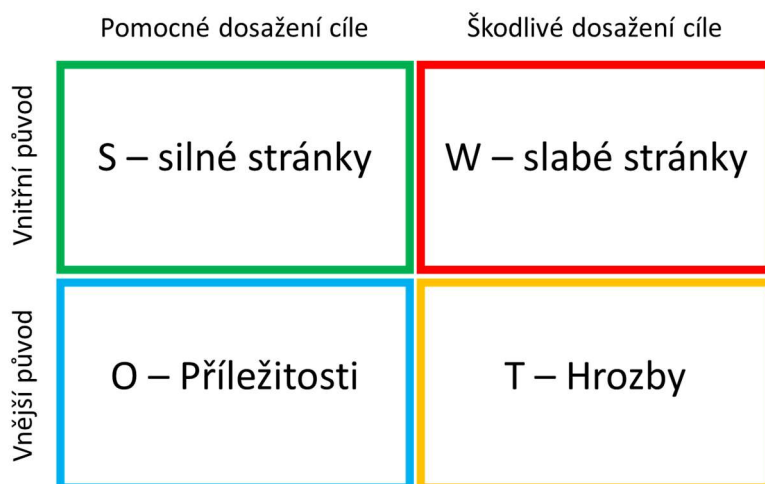 Pomocné dosažení cíle
Škodlivé dosažení cíle
Vnitřní původ
S – silné stránky
W – slabé stránky
Vnější původ
O – Příležitosti
T – Hrozby